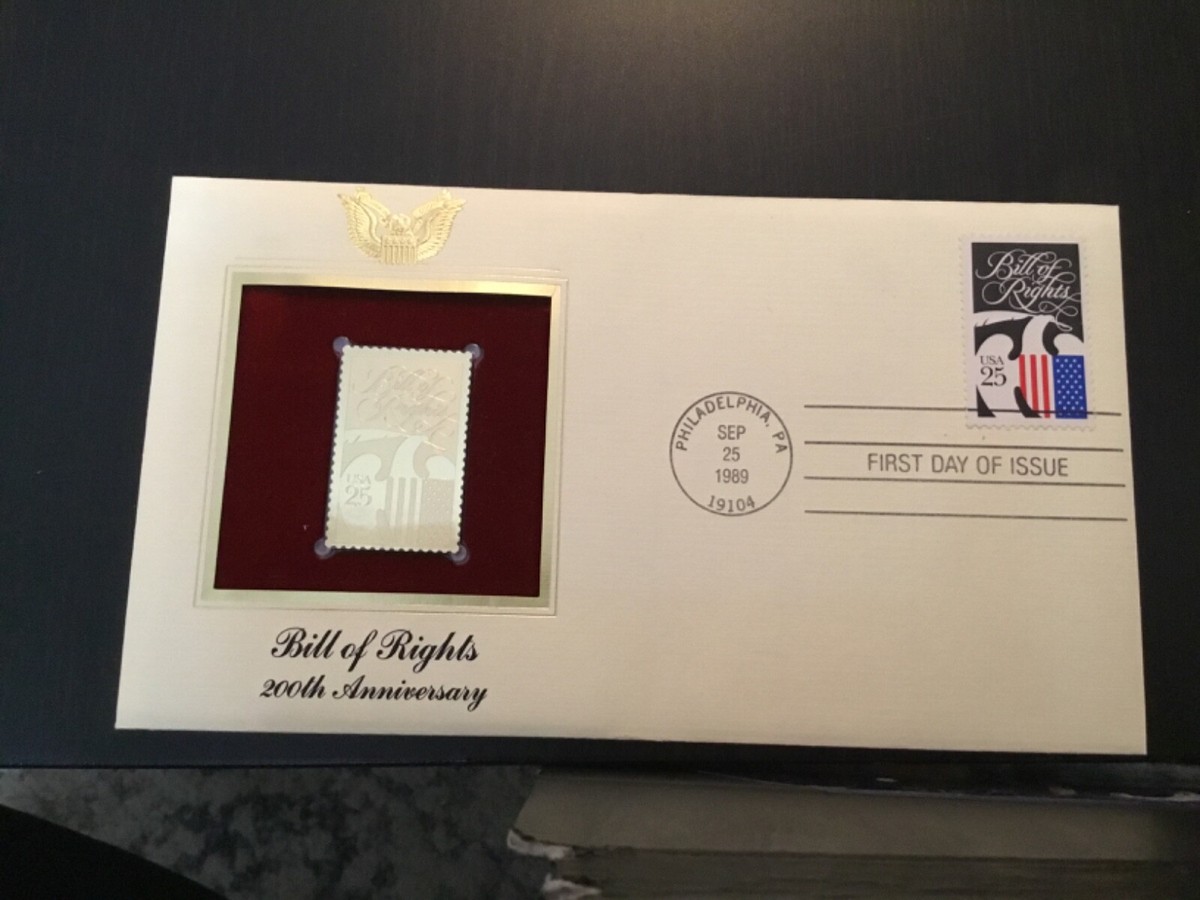 Bill of
Rights
USA
25
Bill of
Rights
USA
25
PHILADELPHIA, PA
SEP
25
1989
19104
FIRST DAY OF ISSUE
Bill of Rights
200th Anniversary